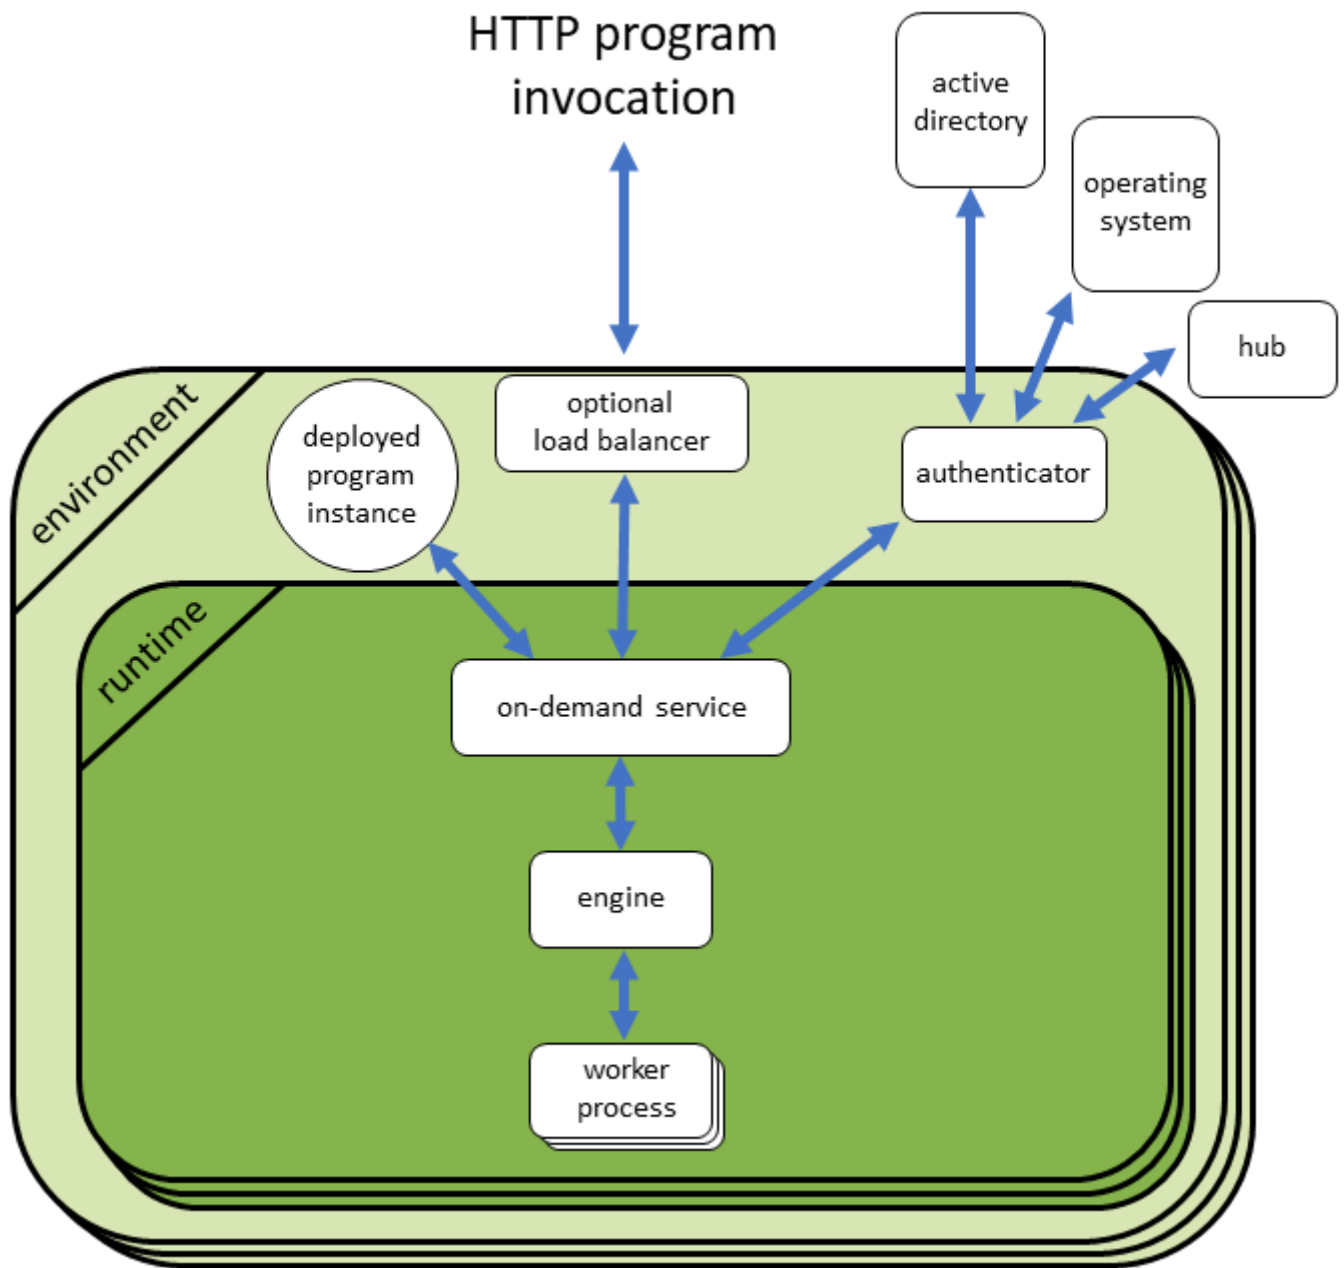 HTTP program
invocation
active
directory
operating
system
hub
environment
deployed
program
instance
optional
load balancer
authenticator
runtime
on-demand service
engine
worker
process